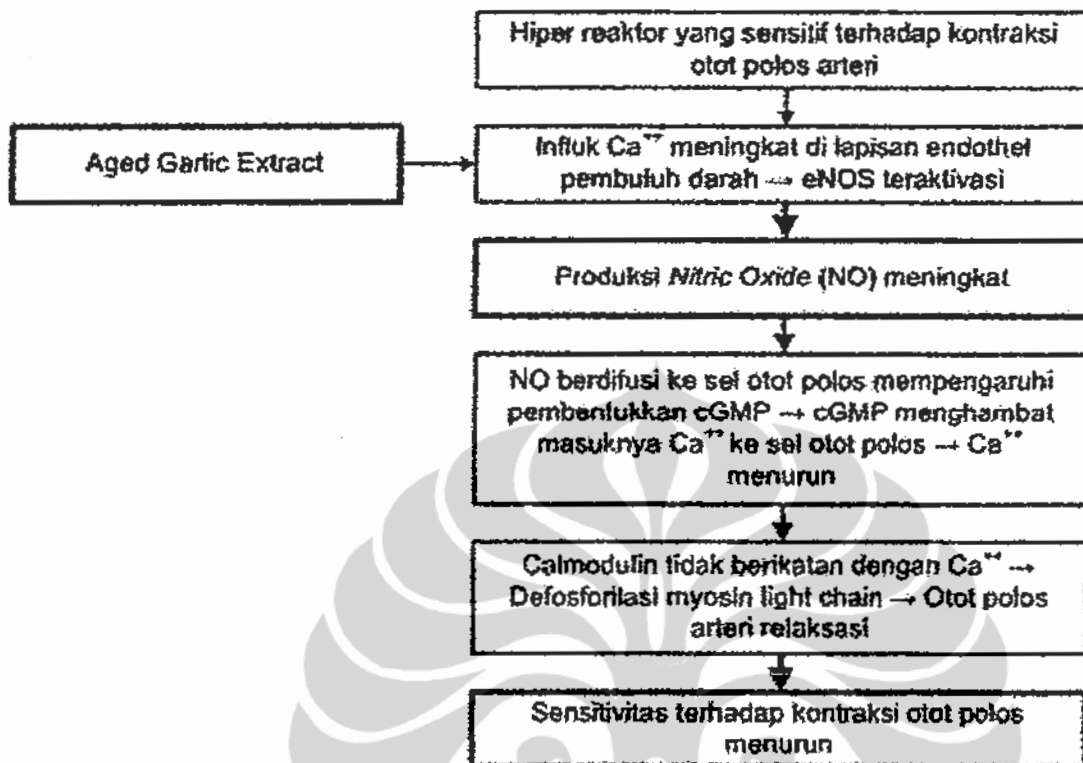 Hiper reaktor yang sensitif terhadap kontraksi
otot polos arteri
Aged Garlic Extract
Influk Ca⁺⁺ meningkat di lapisan endothel
pembuluh darah → eNOS teraktivasi
Produksi Nitric Oxide (NO) meningkat
NO berdifusi ke sel otot polos mempengaruhi
pembentukkan cGMP → cGMP menghambat
masuknya Ca⁺⁺ ke sel otot polos → Ca⁺⁺
menurun
Calmodulin tidak berikatan dengan Ca⁺⁺ →
Defosforilasi myosin light chain → Otot polos
arteri relaksasi
Sensitivitas terhadap kontraksi otot polos
menurun